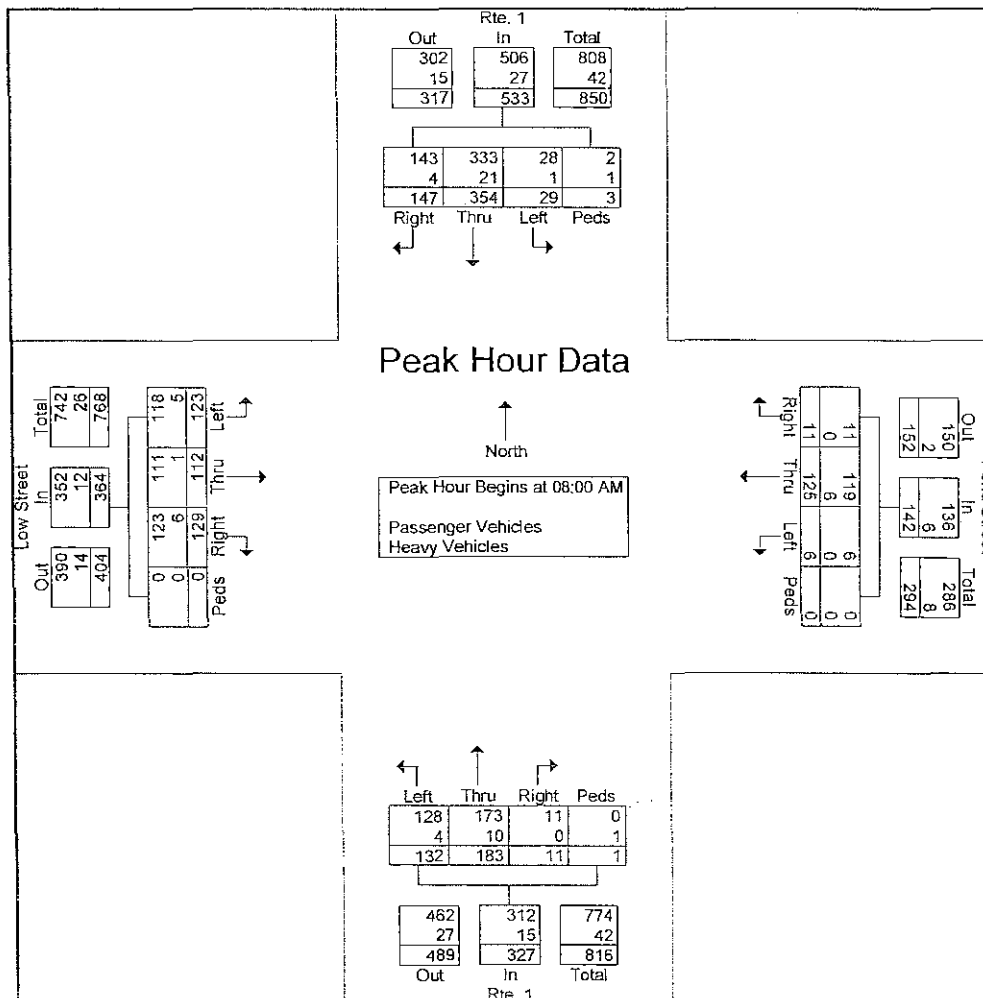 Rte. 1
Out In Total
302 506 808
15 27 42
317 533 850
143 333 28 2
4 21 1 1
147 354 29 3
Right Thru Left Peds
Peak Hour Data
North
Peak Hour Begins at 08:00 AM
Passenger Vehicles
Heavy Vehicles
Low Street
Out In Total
390 352 742
14 12 26
404 364 768
0 123 111 118
0 6 1 5
0 129 112 123
Peds Right Thru Left
Out In Total
150 136 286
2 6 8
152 142 294
11 119 6 0
0 6 0 0
11 125 6 0
Right Thru Left Peds
Left Thru Right Peds
128 173 11 0
4 10 0 1
132 183 11 1
462 312 774
27 15 42
489 327 816
Out In Total
Rte. 1